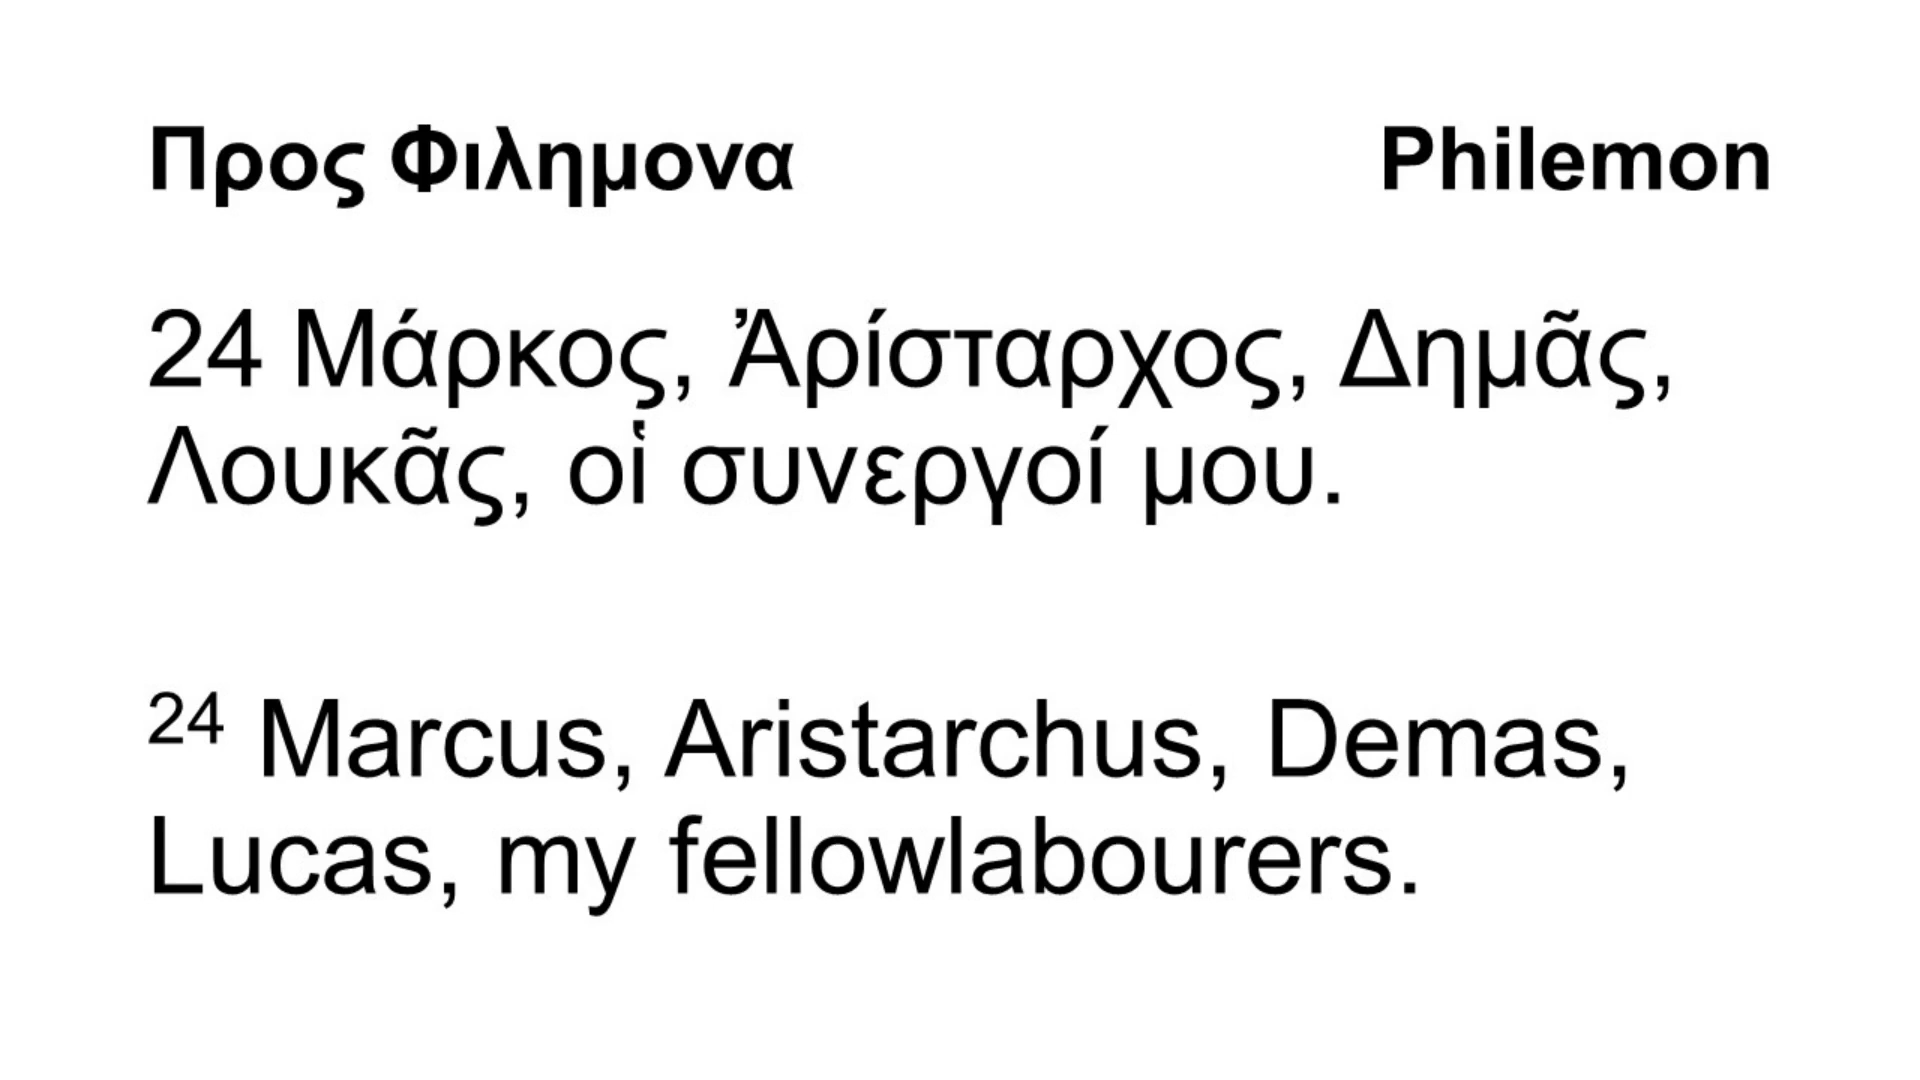 Προς Φιλημονα Philemon
24 Μάρκος, Ἀρίσταρχος, Δημᾶς,
Λουκᾶς, οἱ συνεργοί μου.
24 Marcus, Aristarchus, Demas,
Lucas, my fellowlabourers.